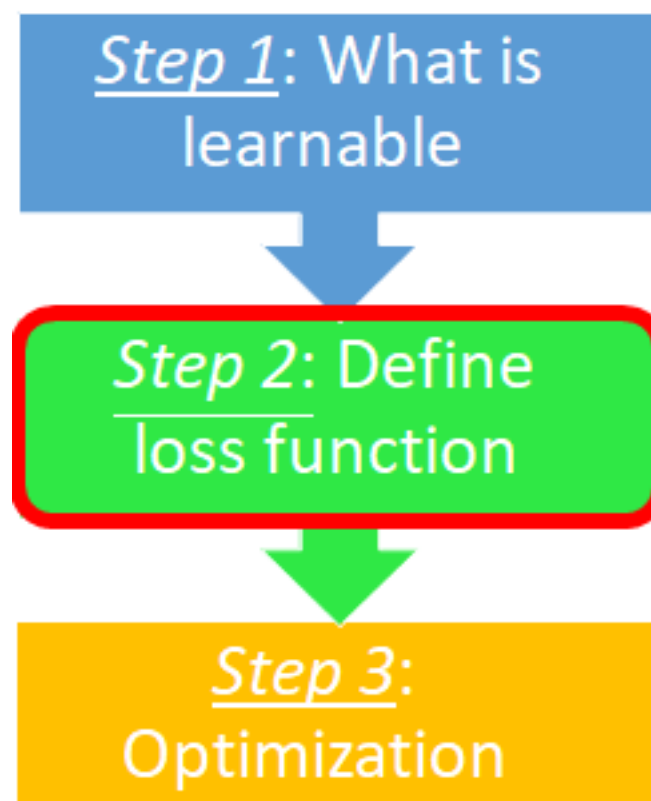 Step 1: What is
learnable
Step 2: Define
loss function
Step 3:
Optimization